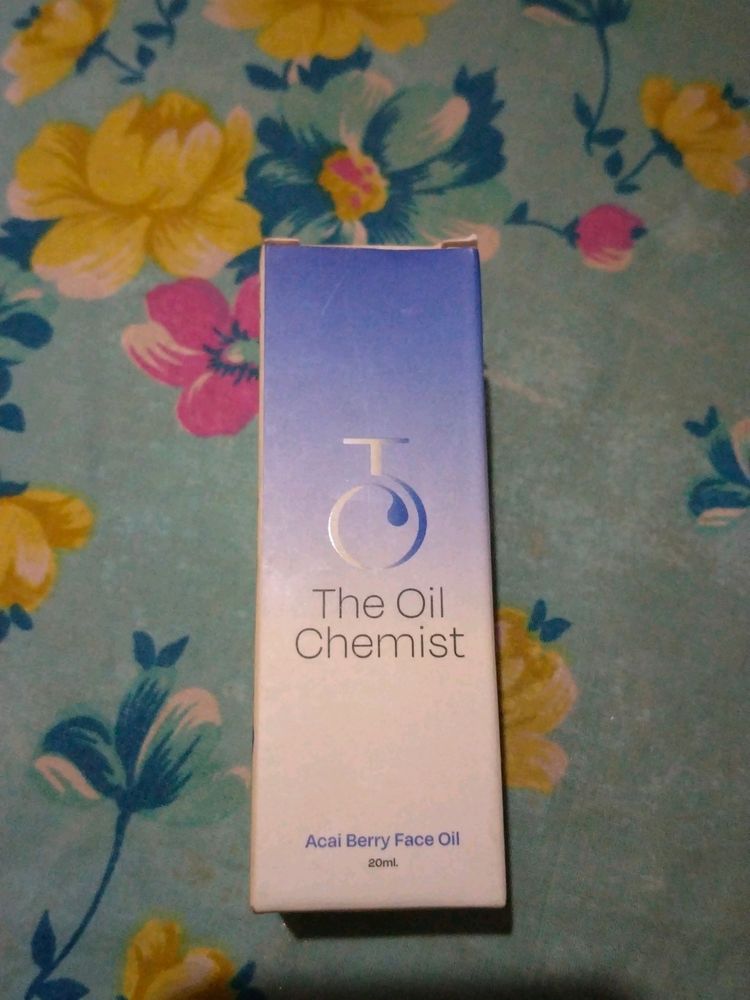 The Oil
Chemist
Acai Berry Face Oil
20ml.